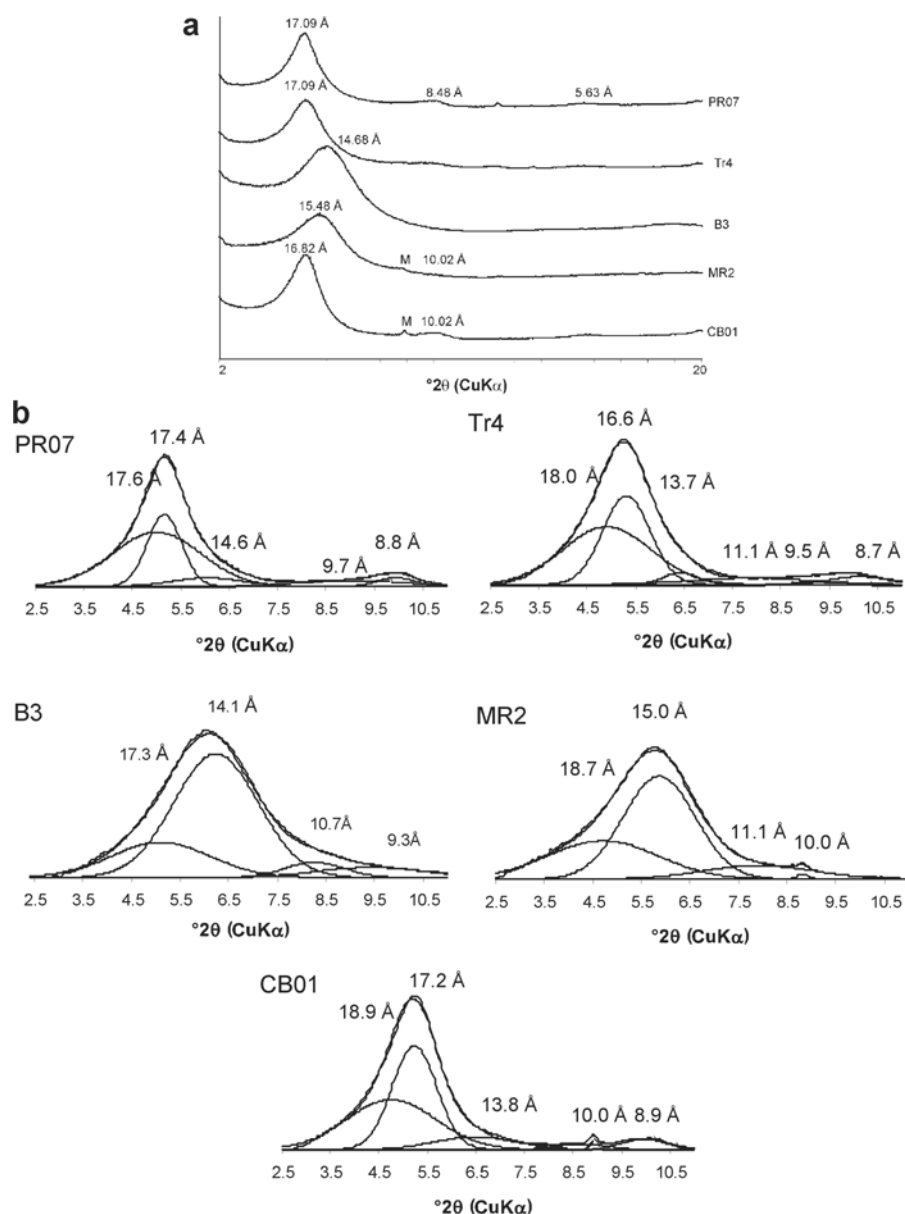 a
17.09 Å
8.48 Å 5.63 Å
PR07
17.09 Å
Tr4
14.68 Å
B3
15.48 Å
M 10.02 Å
MR2
16.82 Å
M 10.02 Å
CB01
2 20
°2θ (CuKα)
b
PR07
17.4 Å
17.6 Å
14.6 Å
9.7 Å
8.8 Å
2.5 3.5 4.5 5.5 6.5 7.5 8.5 9.5 10.5
°2θ (CuKα)
Tr4
16.6 Å
18.0 Å
13.7 Å
11.1 Å 9.5 Å 8.7 Å
2.5 3.5 4.5 5.5 6.5 7.5 8.5 9.5 10.5
°2θ (CuKα)
B3
14.1 Å
17.3 Å
10.7Å
9.3Å
2.5 3.5 4.5 5.5 6.5 7.5 8.5 9.5 10.5
°2θ (CuKα)
MR2
15.0 Å
18.7 Å
11.1 Å
10.0 Å
2.5 3.5 4.5 5.5 6.5 7.5 8.5 9.5 10.5
°2θ (CuKα)
CB01
17.2 Å
18.9 Å
13.8 Å
10.0 Å 8.9 Å
2.5 3.5 4.5 5.5 6.5 7.5 8.5 9.5 10.5
°2θ (CuKα)